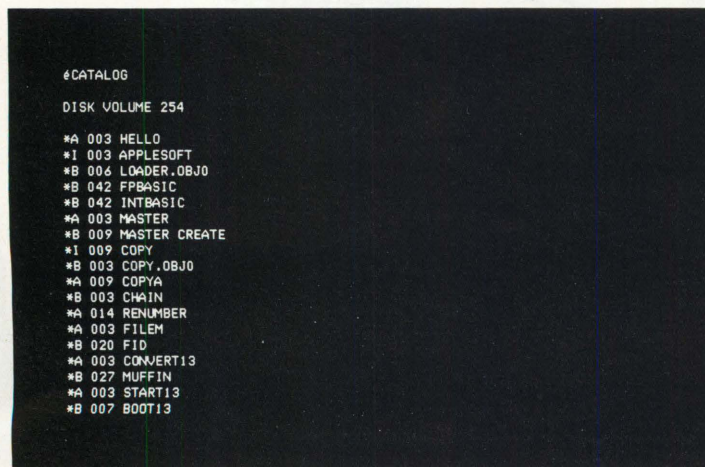 éCATALOG
DISK VOLUME 254
*A 003 HELLO
*I 003 APPLESOFT
*B 006 LOADER.OBJ0
*B 042 FPBASIC
*B 042 INTBASIC
*A 003 MASTER
*B 009 MASTER CREATE
*I 009 COPY
*B 003 COPY.OBJ0
*A 009 COPYA
*B 003 CHAIN
*A 014 RENUMBER
*A 003 FILEM
*B 020 FID
*A 003 CONVERT13
*B 027 MUFFIN
*A 003 START13
*B 007 BOOT13